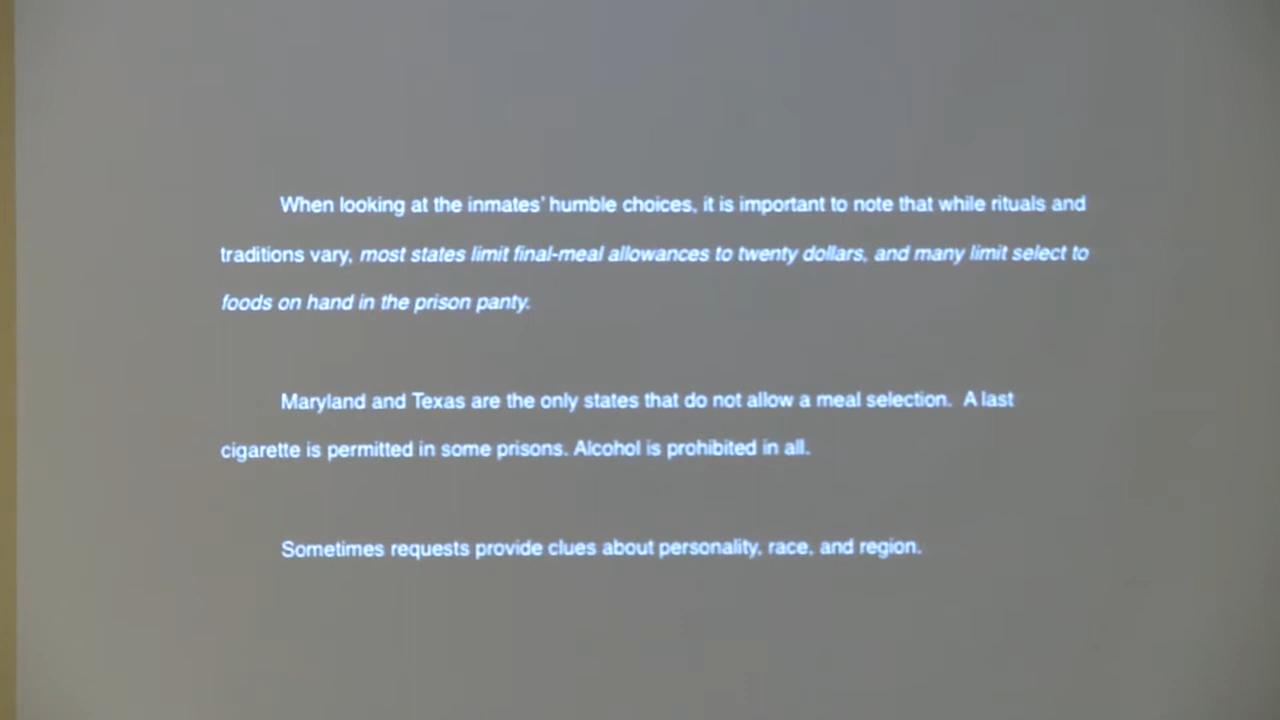 When looking at the inmates' humble choices, it is important to note that while rituals and
traditions vary, most states limit final-meal allowances to twenty dollars, and many limit select to
foods on hand in the prison panty.
Maryland and Texas are the only states that do not allow a meal selection. A last
cigarette is permitted in some prisons. Alcohol is prohibited in all.
Sometimes requests provide clues about personality, race, and region.